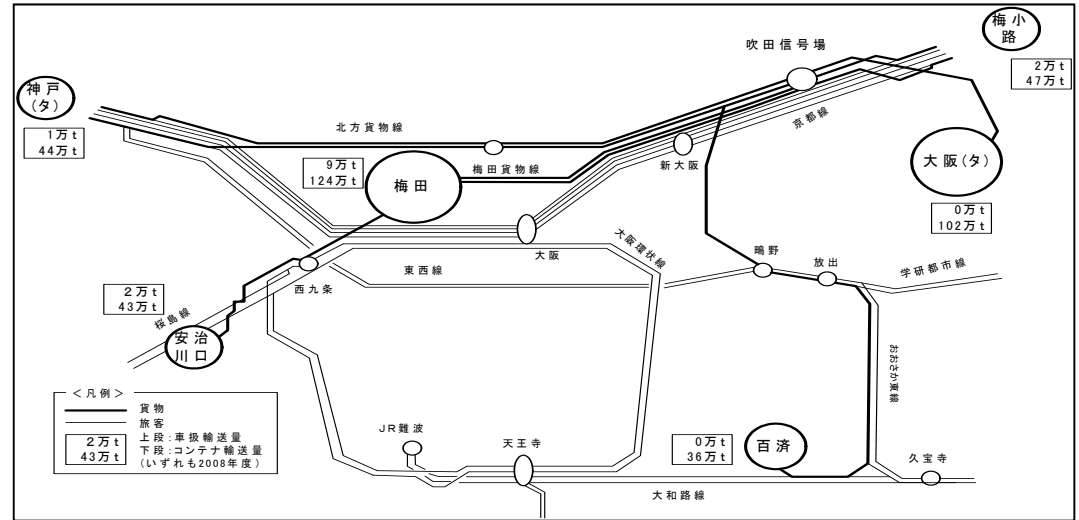 梅小
路
2万t
47万t
吹田信号場
神戸
(タ)
1万t
44万t
北方貨物線
京都線
新大阪
大阪(タ)
0万t
102万t
9万t
124万t
梅田
梅田貨物線
大阪
大阪環状線
東西線
鴫野
放出
学研都市線
西九条
2万t
43万t
桜島線
安治
川口
おおさか東線
<凡例>
貨物
旅客
2万t
43万t
上段:車扱輸送量
下段:コンテナ輸送量
(いずれも2008年度)
JR難波
天王寺
0万t
36万t
百済
久宝寺
大和路線